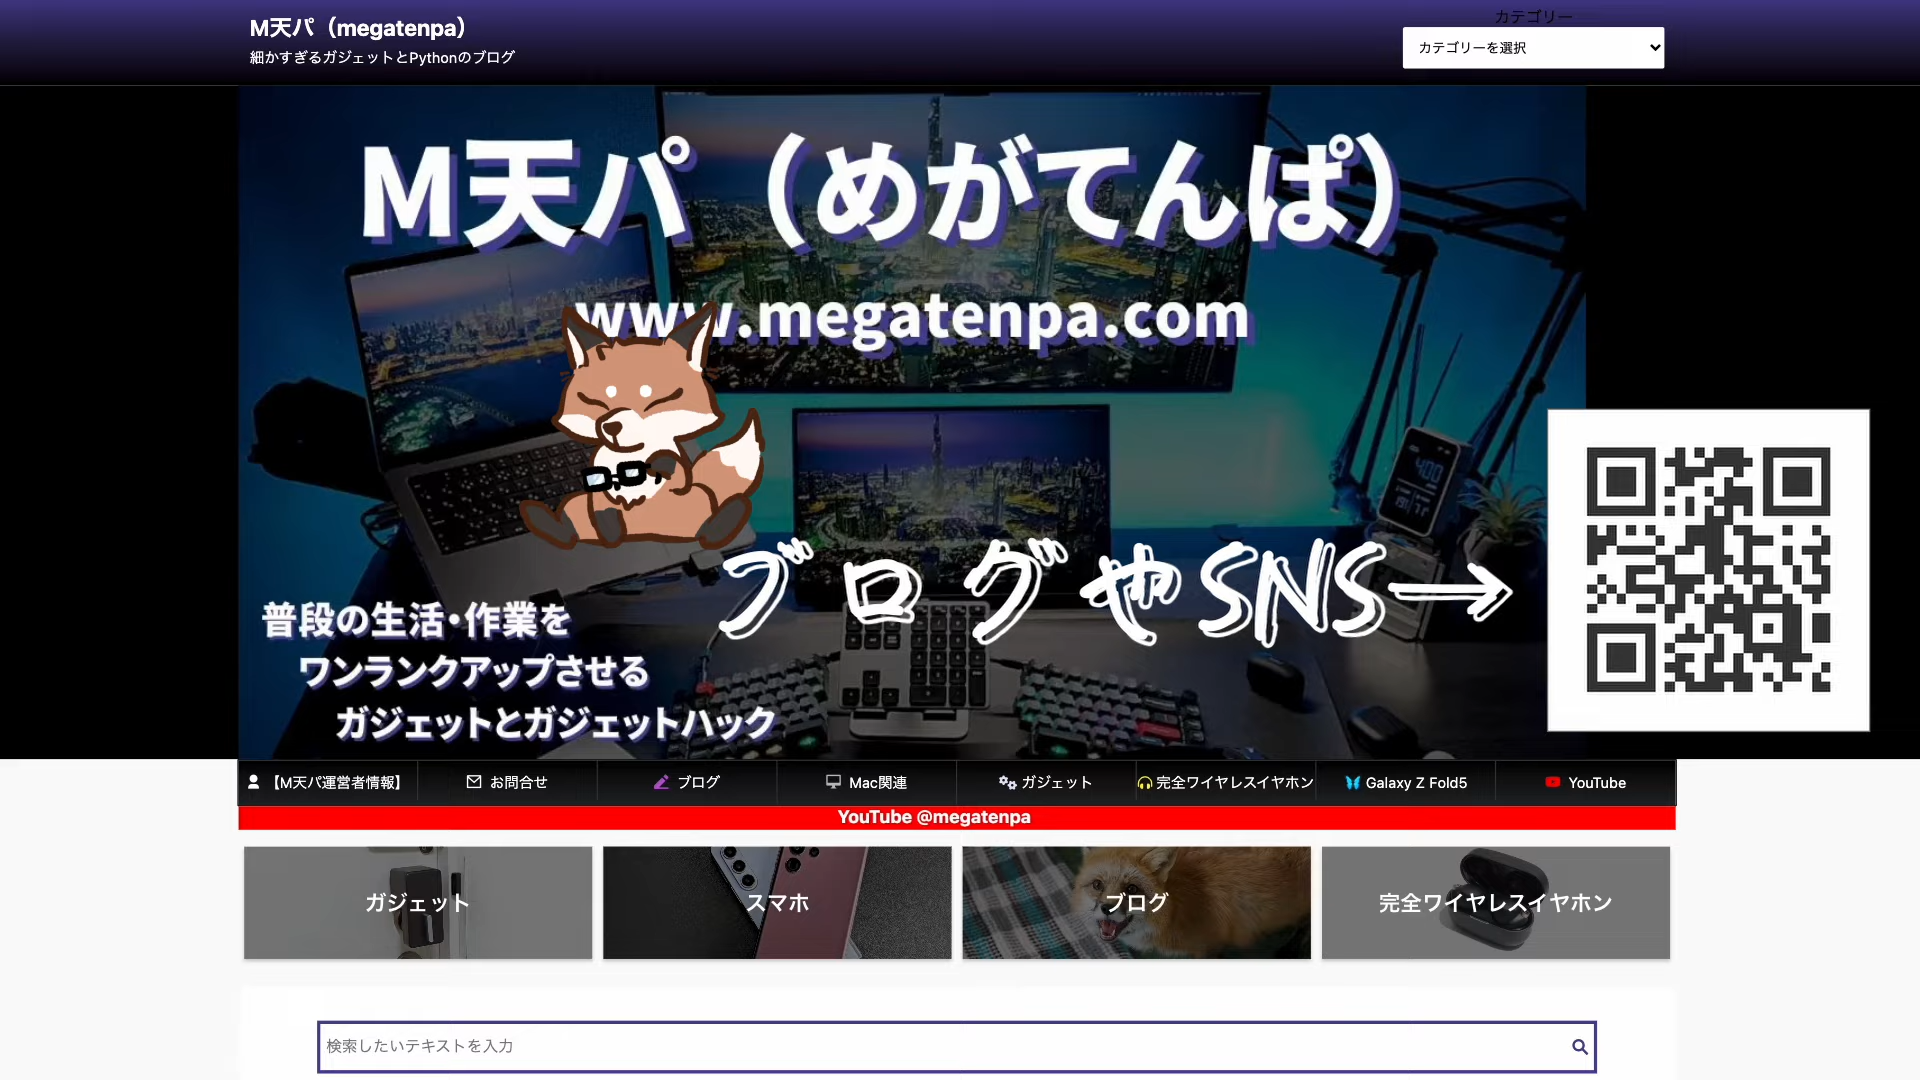 M天パ（megatenpa）
細かすぎるガジェットとPythonのブログ
カテゴリー
カテゴリーを選択
M天パ（めがてんぱ）
www.megatenpa.com
ブログやSNS→
普段の生活・作業を
ワンランクアップさせる
ガジェットとガジェットハック
【M天パ運営者情報】
お問合せ
ブログ
Mac関連
ガジェット
完全ワイヤレスイヤホン
Galaxy Z Fold5
YouTube
YouTube @megatenpa
ガジェット
スマホ
ブログ
完全ワイヤレスイヤホン
検索したいテキストを入力